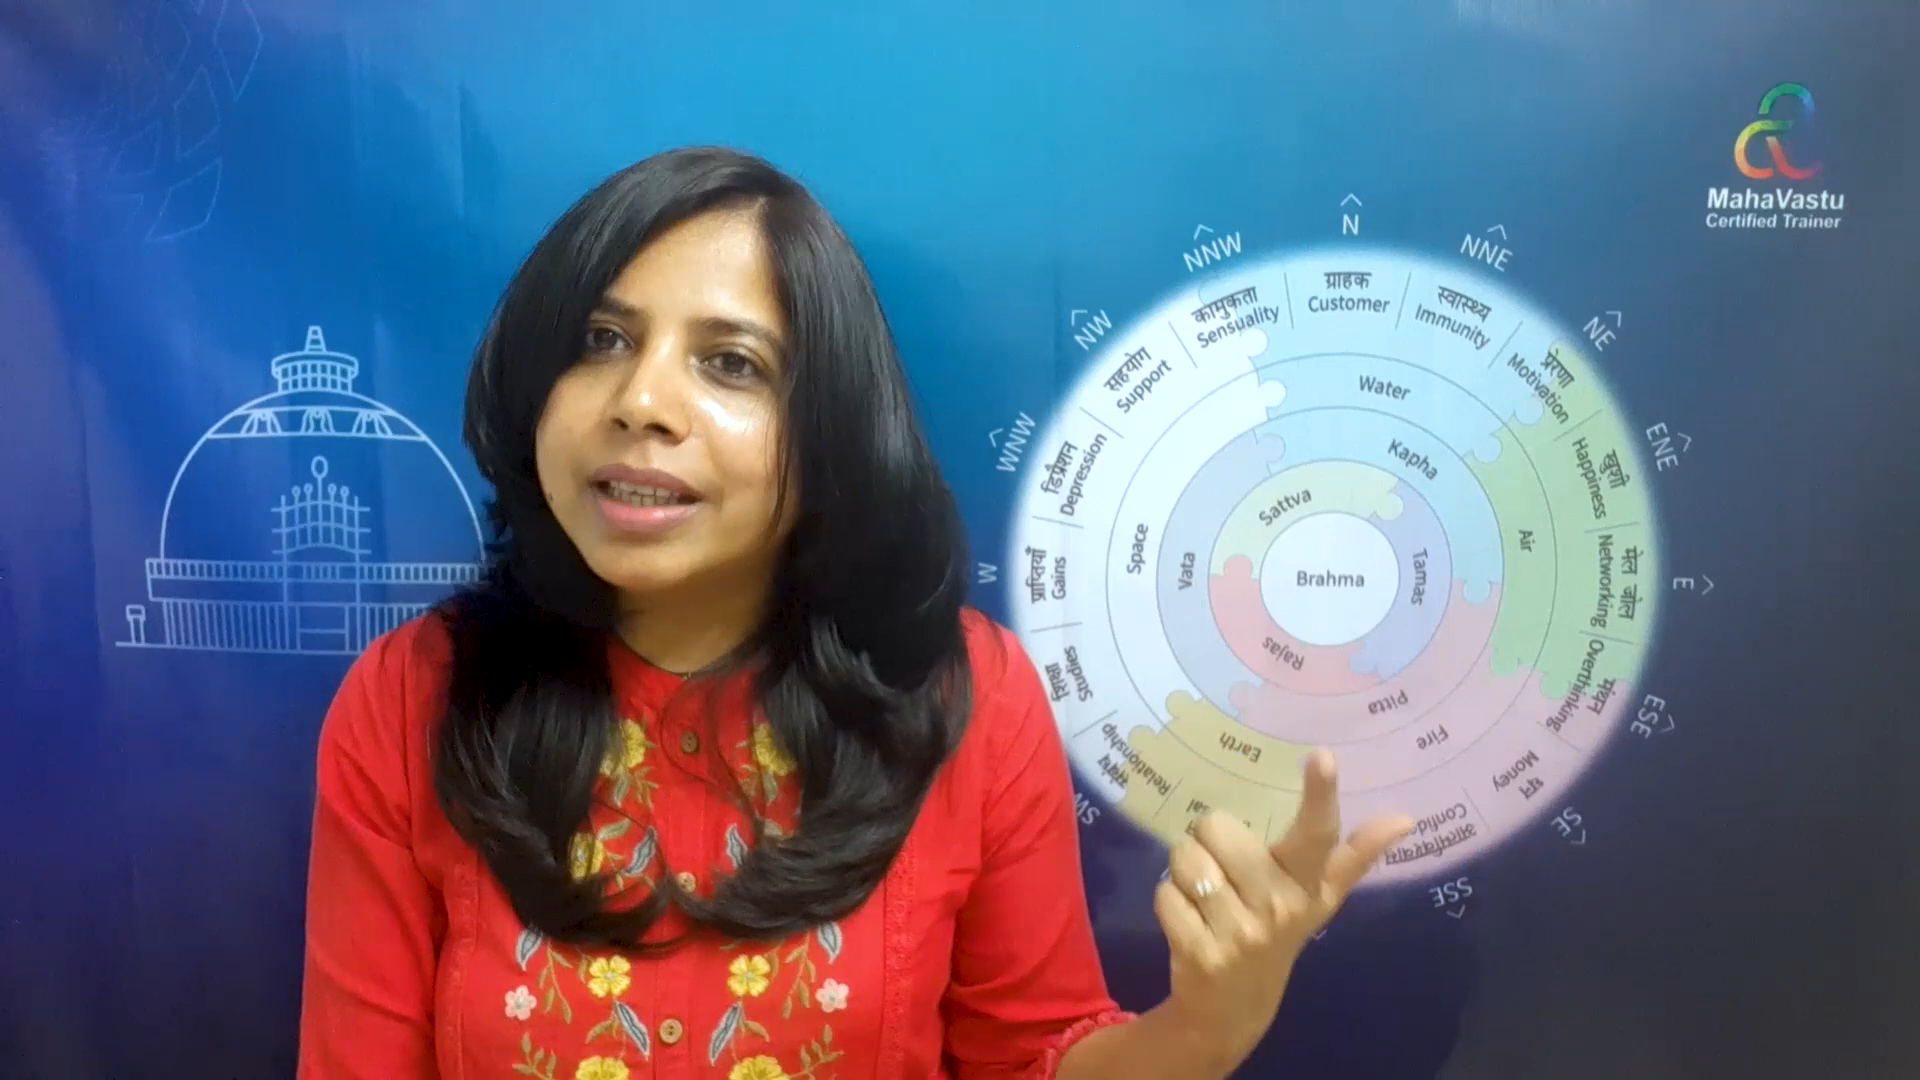 MahaVastu
Certified Trainer
N
NNE
NE
ENE
E
ESE
SE
SSE
SW
W
WNW
NW
NNW
ग्राहक
Customer
स्वास्थ्य
Immunity
प्रेरणा
Motivation
खुशी
Happiness
मेल जोल
Networking
मंथन
Overthinking
धन
Money
आत्मविश्वास
संबंध
Relationship
शिक्षा
Studies
प्राप्तियाँ
Gains
डिप्रेशन
Depression
सहयोग
Support
कामुकता
Sensuality
Water
Air
Fire
Earth
Space
Kapha
Pitta
Vata
Sattva
Tamas
Rajas
Brahma